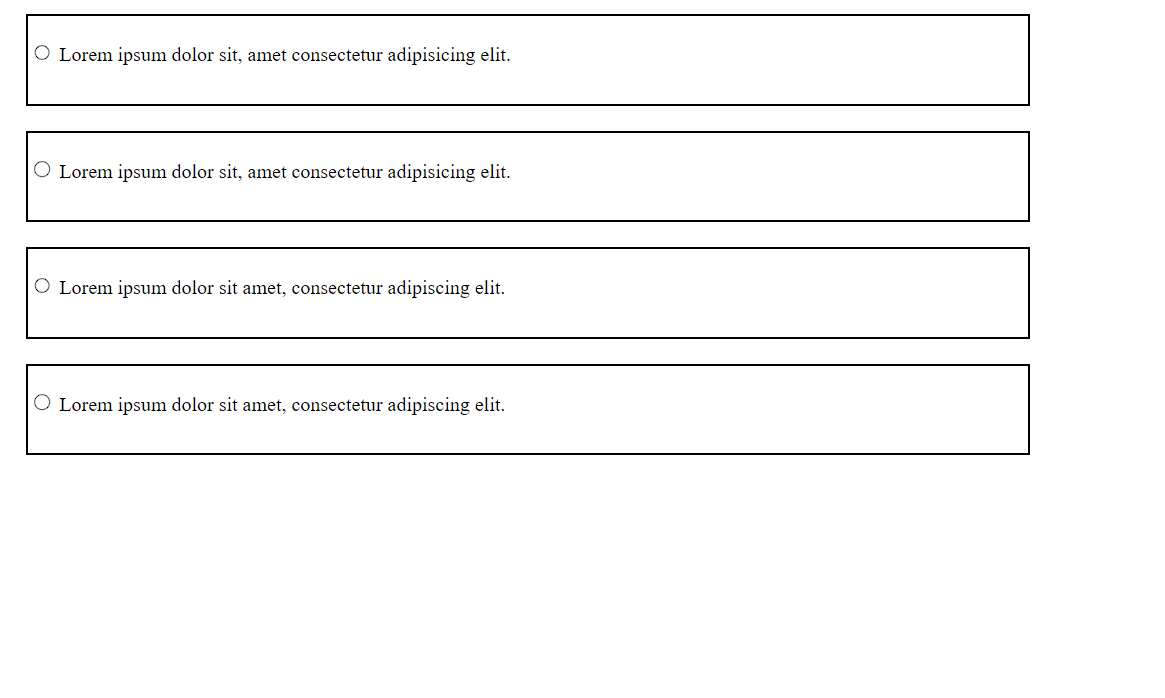 Lorem ipsum dolor sit, amet consectetur adipisicing elit.
Lorem ipsum dolor sit, amet consectetur adipisicing elit.
Lorem ipsum dolor sit amet, consectetur adipiscing elit.
Lorem ipsum dolor sit amet, consectetur adipiscing elit.